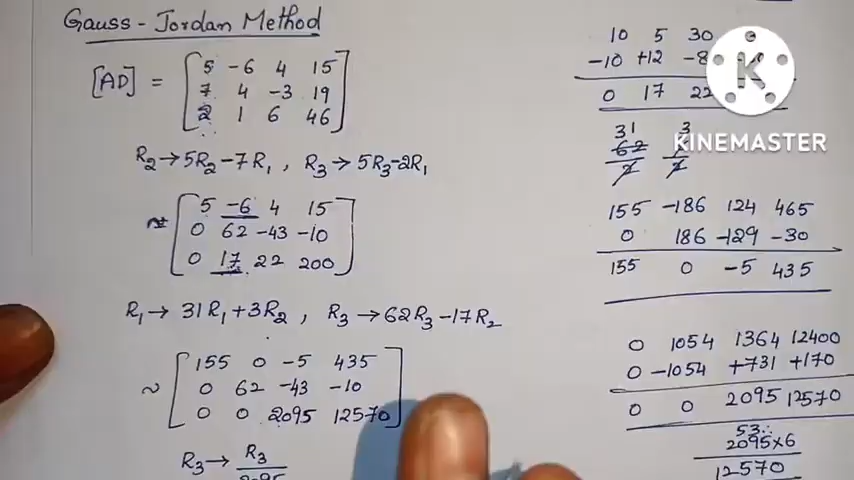 Gauss - Jordan Method
[AD] = [5 -6 4 15
7 4 -3 19
2 1 6 46]
R₂→5R₂-7R₁, R₃→5R₃-2R₁
~ [5 -6 4 15
0 62 -43 -10
0 17 22 200]
R₁→ 31R₁+3R₂, R₃→62R₃-17R₂
~ [155 0 -5 435
0 62 -43 -10
0 0 2095 12570]
R₃→ R₃
10 5 30
-10 +12 -8
0 17 22
31 3
62
2 2
155 -186 124 465
0 186 -129 -30
155 0 -5 435
0 1054 1364 12400
0 -1054 +731 +170
0 0 2095 12570
53
2095×6
12570
K
KINEMASTER